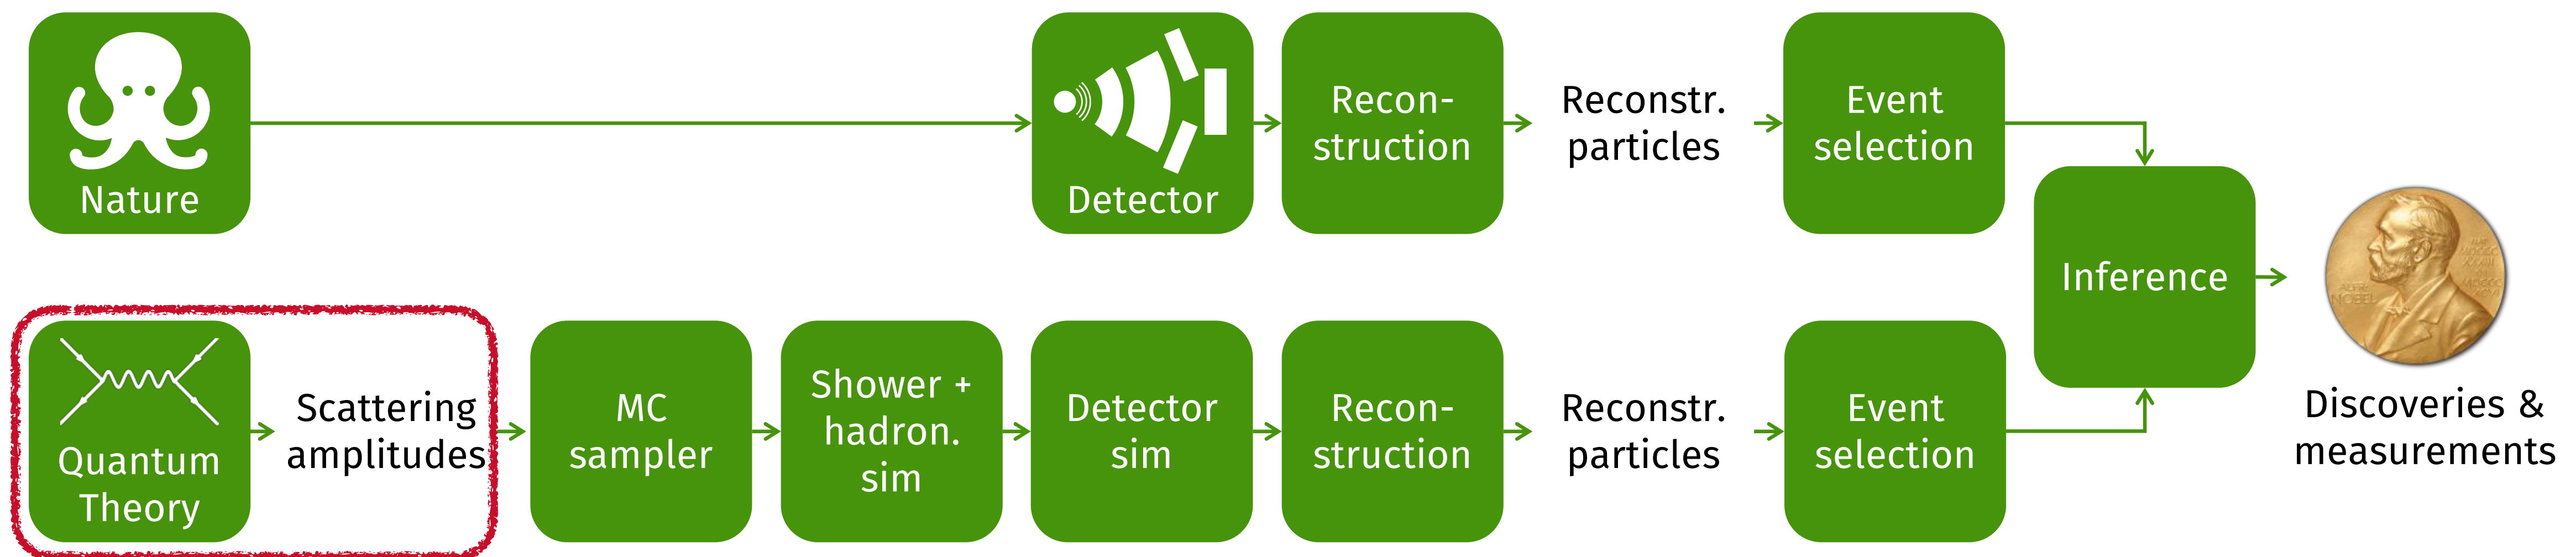 Nature
Detector
Recon-
struction
Reconstr.
particles
Event
selection
Inference
Discoveries &
measurements
Quantum
Theory
Scattering
amplitudes
MC
sampler
Shower +
hadron.
sim
Detector
sim
Recon-
struction
Reconstr.
particles
Event
selection